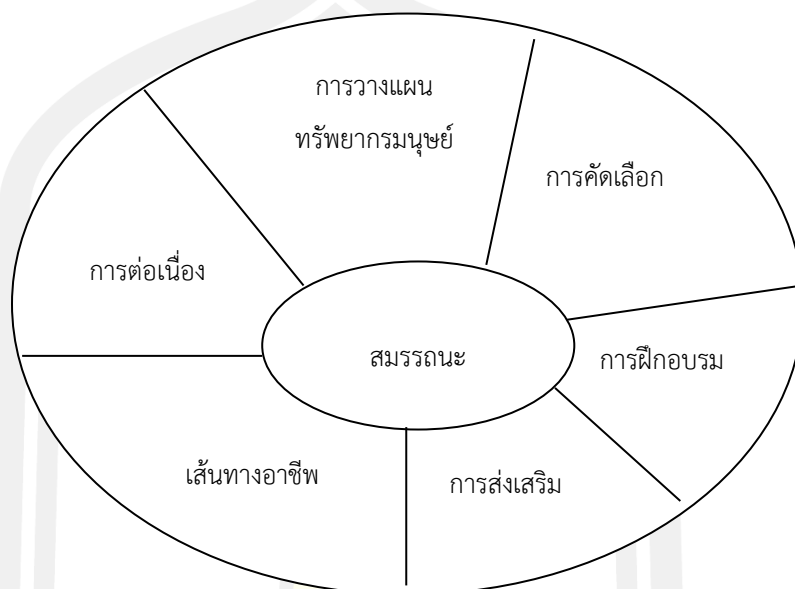 การวางแผน
ทรัพยากรมนุษย์
การคัดเลือก
การต่อเนื่อง
สมรรถนะ
การฝึกอบรม
เส้นทางอาชีพ
การส่งเสริม